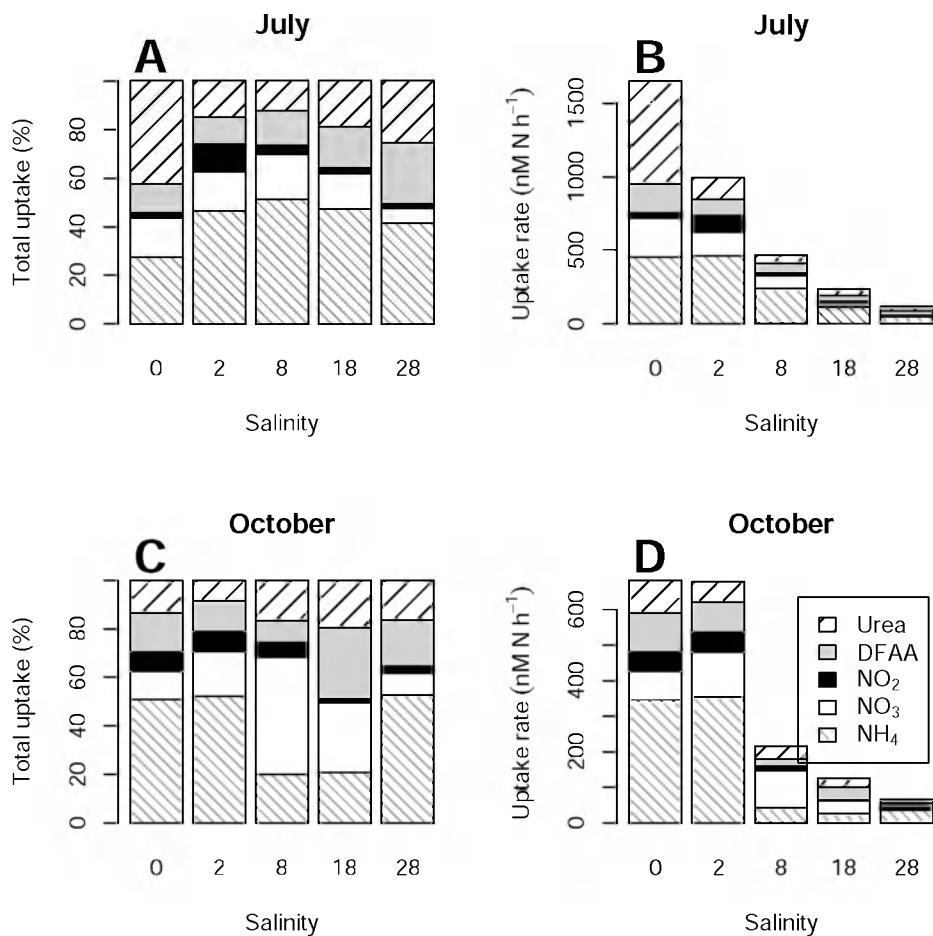 July
A
Total uptake (%)
0 20 40 60 80
0 2 8 18 28
Salinity
July
B
Uptake rate (nM N h⁻¹)
0 500 1000 1500
0 2 8 18 28
Salinity
October
C
Total uptake (%)
0 20 40 60 80
0 2 8 18 28
Salinity
October
D
Uptake rate (nM N h⁻¹)
0 200 400 600
Urea
DFAA
NO₂
NO₃
NH₄
0 2 8 18 28
Salinity